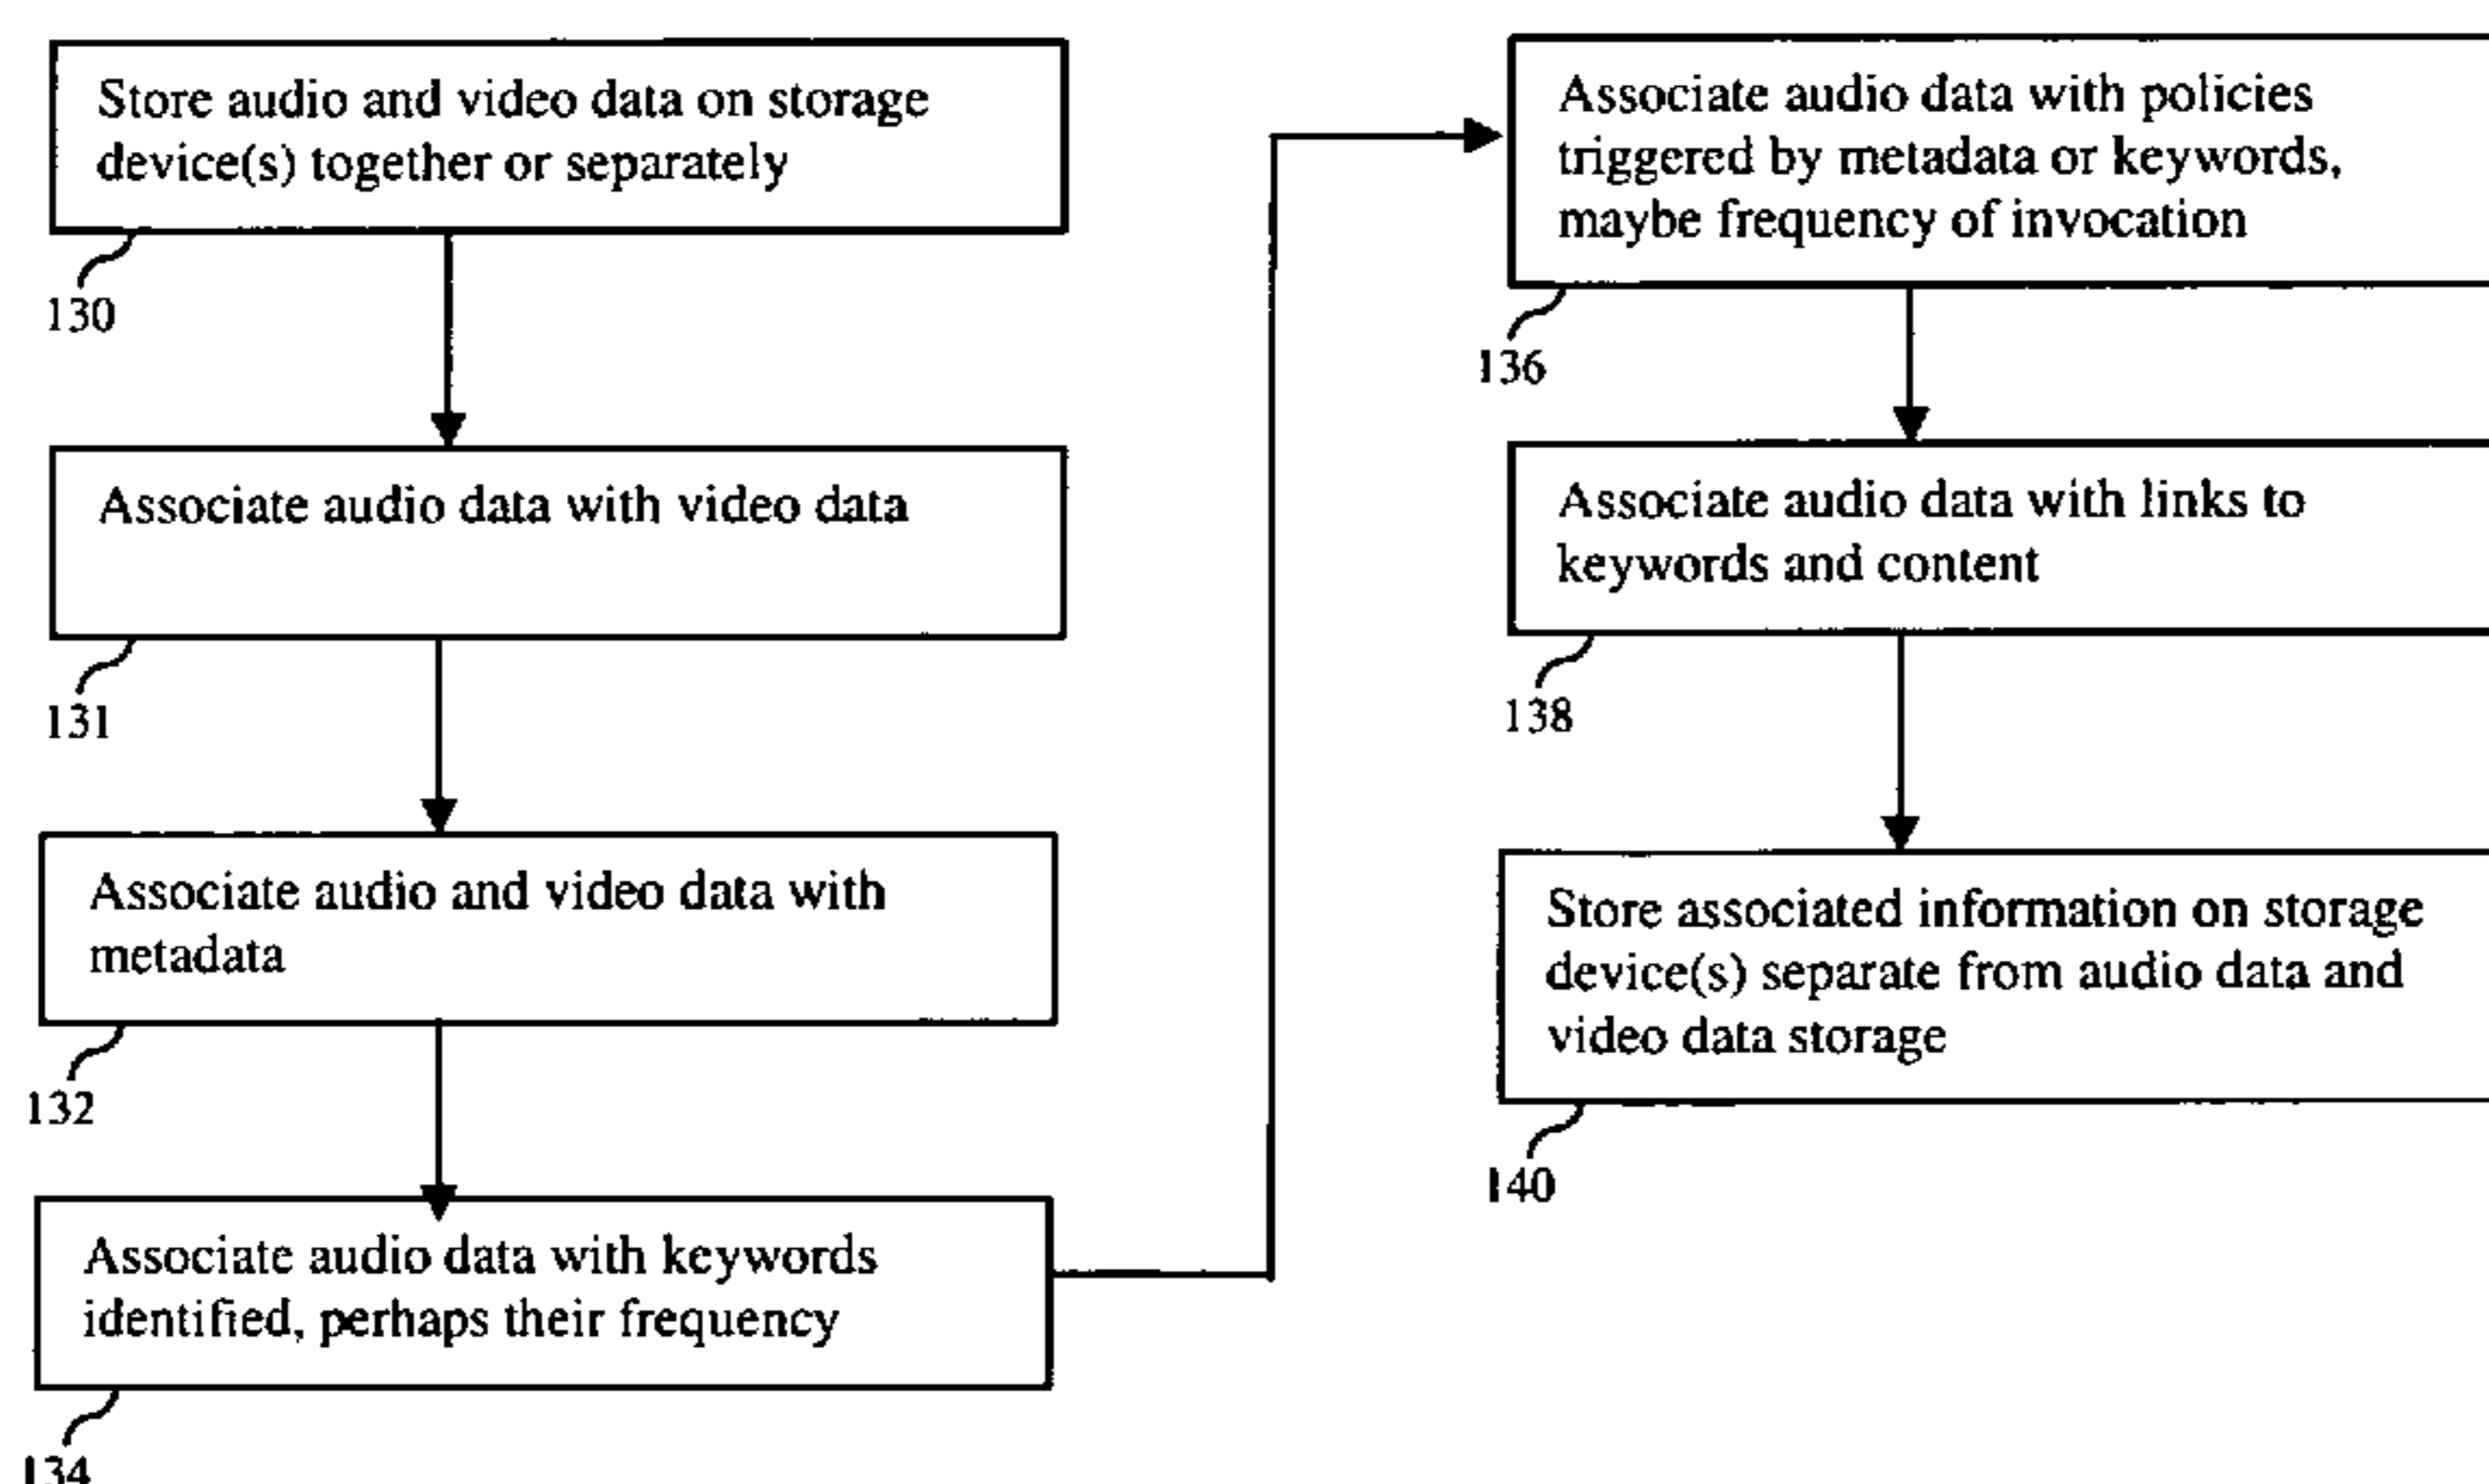 Store audio and video data on storage
device(s) together or separately
130
Associate audio data with video data
131
Associate audio and video data with
metadata
132
Associate audio data with keywords
identified, perhaps their frequency
134
Associate audio data with policies
triggered by metadata or keywords,
maybe frequency of invocation
136
Associate audio data with links to
keywords and content
138
Store associated information on storage
device(s) separate from audio data and
video data storage
140